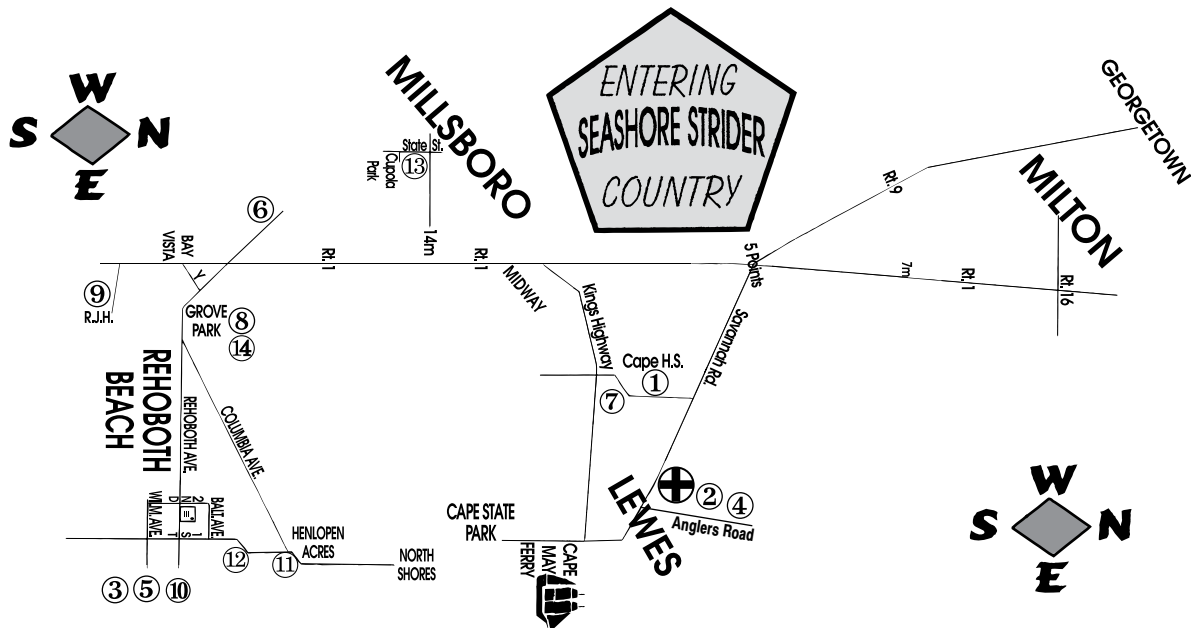 ENTERING
SEASHORE STRIDER
COUNTRY
W
S N
E
MILLSBORO
State St.
13
Cupola
Park
14m
GEORGETOWN
MILTON
Rt. 9
6
BAY
VISTA
Y
Rt. 1
Rt. 1
MIDWAY
5 Points
7m
Rt. 1
Rt. 16
9
R.J.H.
GROVE
PARK
8
14
Kings Highway
Savannah Rd.
Cape H.S.
1
7
REHOBOTH
BEACH
REHOBOTH AVE.
COLUMBIA AVE.
WILM. AVE.
2ND
1ST
BALT. AVE.
HENLOPEN
ACRES
NORTH
SHORES
12
11
3
5
10
LEWES
2
4
Anglers Road
CAPE STATE
PARK
CAPE
MAY
FERRY
W
S N
E